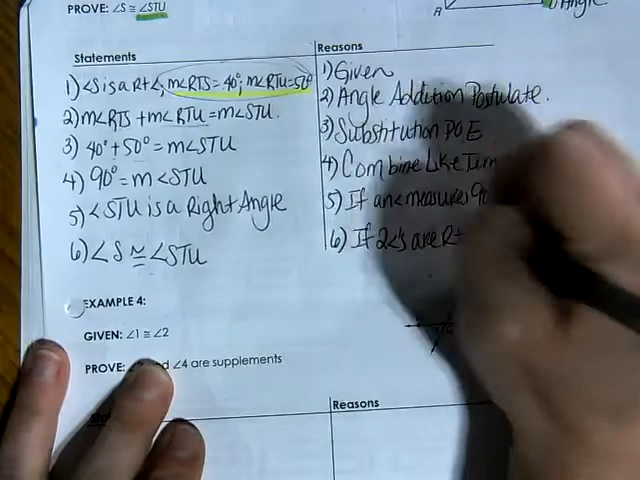 PROVE: ∠S ≅ ∠STU
A
Angle
Statements
Reasons
1) ∠S is a Rt ∠, m∠RTS = 40°; m∠RTU = 50°
1) Given
2) m∠RTS + m∠RTU = m∠STU.
2) Angle Addition Postulate.
3) 40° + 50° = m∠STU
3) Substitution POE
4) 90° = m∠STU
4) Combine Like Term
5) ∠STU is a Right Angle
5) If an∠measures 90
6) ∠S ≅ ∠STU
6) If 2∠'s are Rt
EXAMPLE 4:
GIVEN: ∠1 ≅ ∠2
PROVE: ∠4 are supplements
Reasons